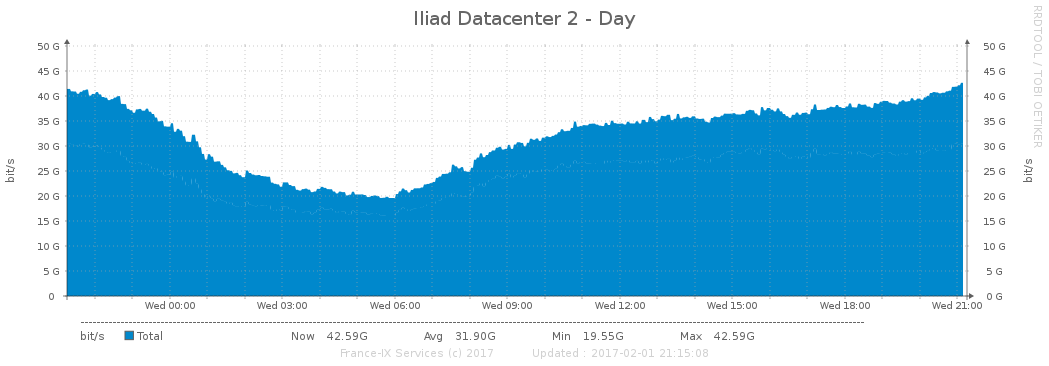 Iliad Datacenter 2 - Day
RRDTOOL / TOBI OETIKER
50 G 50 G
45 G 45 G
40 G 40 G
35 G 35 G
30 G 30 G
25 G 25 G
20 G 20 G
15 G 15 G
10 G 10 G
5 G 5 G
0 0 G
bit/s
bit/s
Wed 00:00 Wed 03:00 Wed 06:00 Wed 09:00 Wed 12:00 Wed 15:00 Wed 18:00 Wed 21:00
bit/s Total Now 42.59G Avg 31.90G Min 19.55G Max 42.59G
France-IX Services (c) 2017 Updated : 2017-02-01 21:15:08